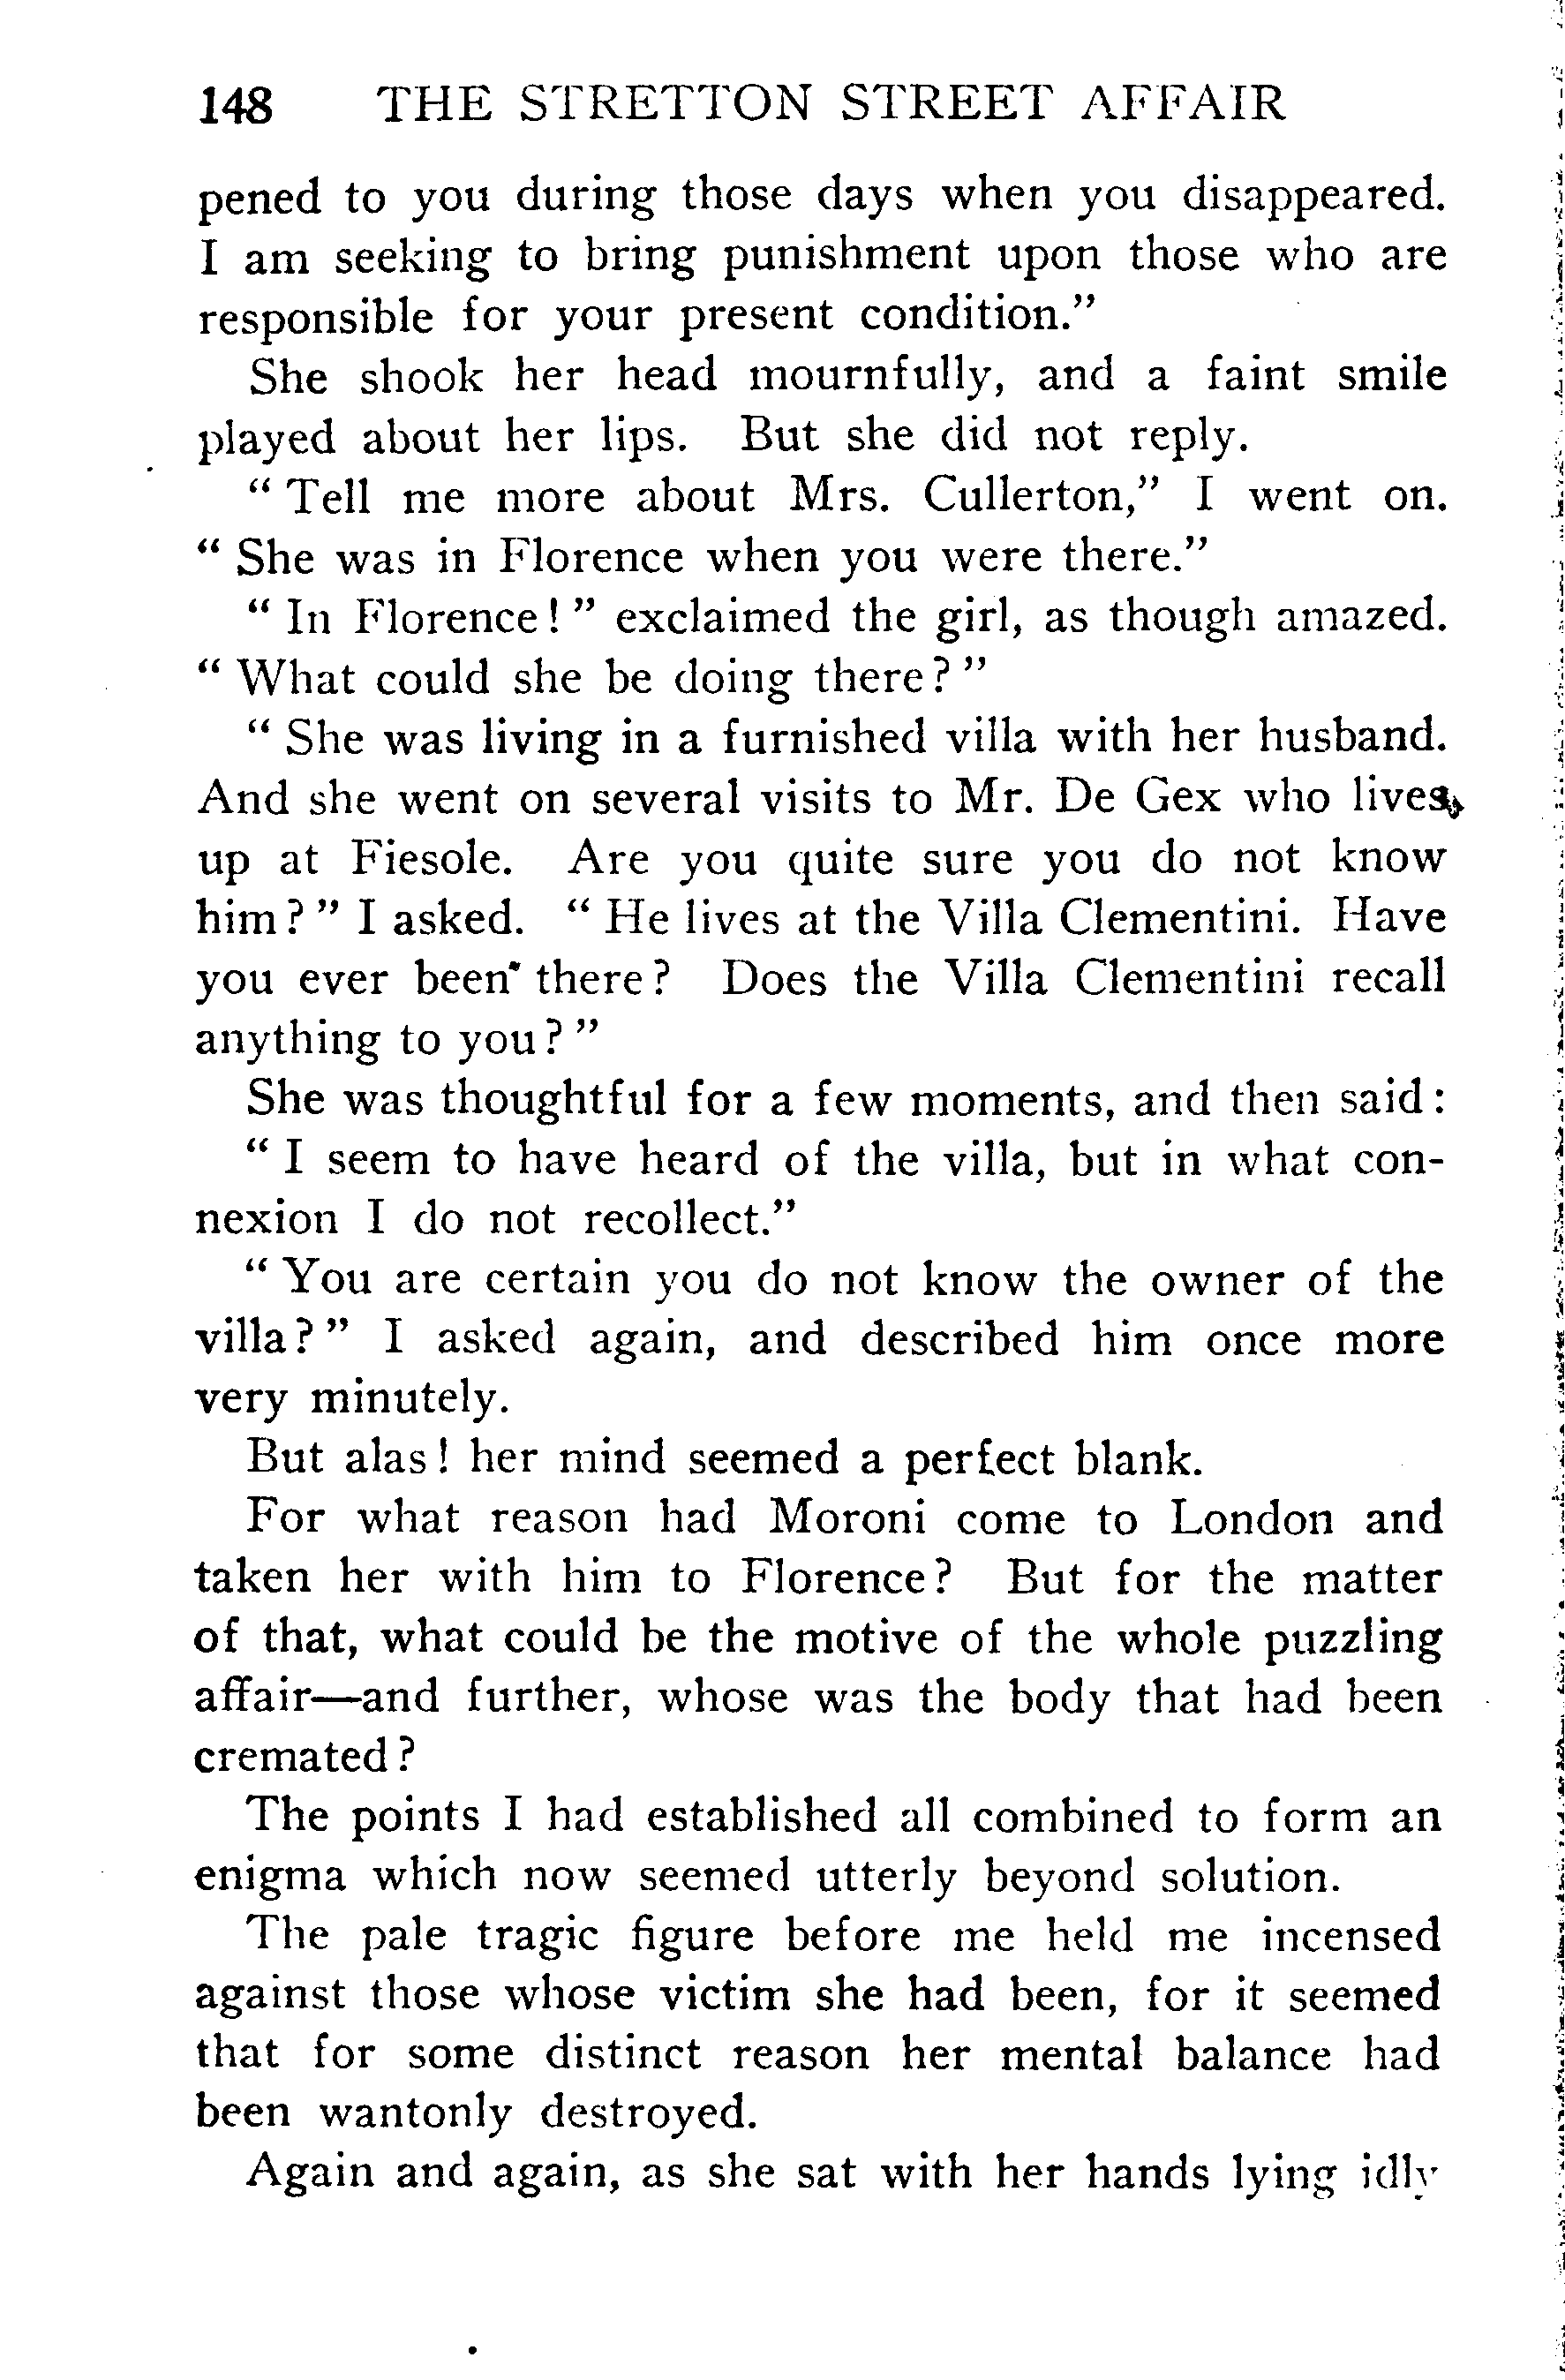 148 THE STRETTON STREET AFFAIR
pened to you during those days when you disappeared.
I am seeking to bring punishment upon those who are
responsible for your present condition."
She shook her head mournfully, and a faint smile
played about her lips. But she did not reply.
"Tell me more about Mrs. Cullerton," I went on.
"She was in Florence when you were there."
"In Florence!" exclaimed the girl, as though amazed.
"What could she be doing there?"
"She was living in a furnished villa with her husband.
And she went on several visits to Mr. De Gex who lives
up at Fiesole. Are you quite sure you do not know
him?" I asked. "He lives at the Villa Clementini. Have
you ever been there? Does the Villa Clementini recall
anything to you?"
She was thoughtful for a few moments, and then said:
"I seem to have heard of the villa, but in what con-
nexion I do not recollect."
"You are certain you do not know the owner of the
villa?" I asked again, and described him once more
very minutely.
But alas! her mind seemed a perfect blank.
For what reason had Moroni come to London and
taken her with him to Florence? But for the matter
of that, what could be the motive of the whole puzzling
affair—and further, whose was the body that had been
cremated?
The points I had established all combined to form an
enigma which now seemed utterly beyond solution.
The pale tragic figure before me held me incensed
against those whose victim she had been, for it seemed
that for some distinct reason her mental balance had
been wantonly destroyed.
Again and again, as she sat with her hands lying idly